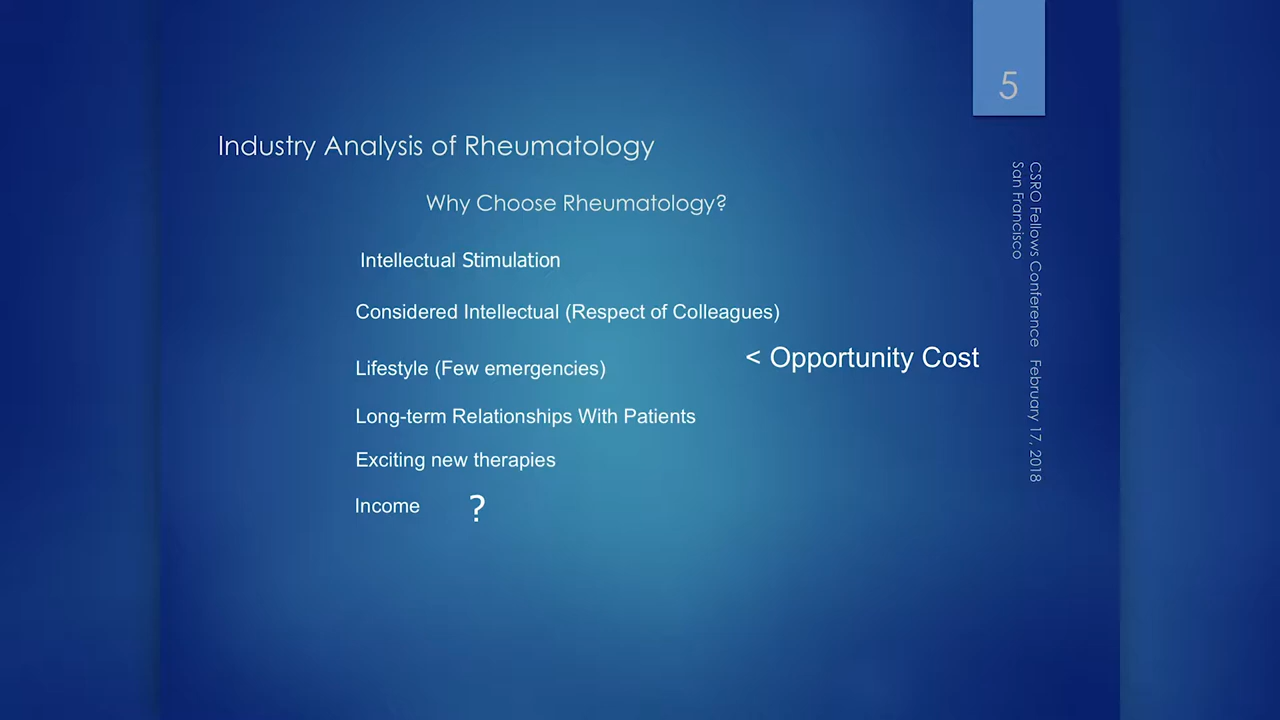 5
Industry Analysis of Rheumatology
Why Choose Rheumatology?
Intellectual Stimulation
Considered Intellectual (Respect of Colleagues)
< Opportunity Cost
Lifestyle (Few emergencies)
Long-term Relationships With Patients
Exciting new therapies
Income ?
CSRO Fellows Conference February 17, 2018
San Francisco